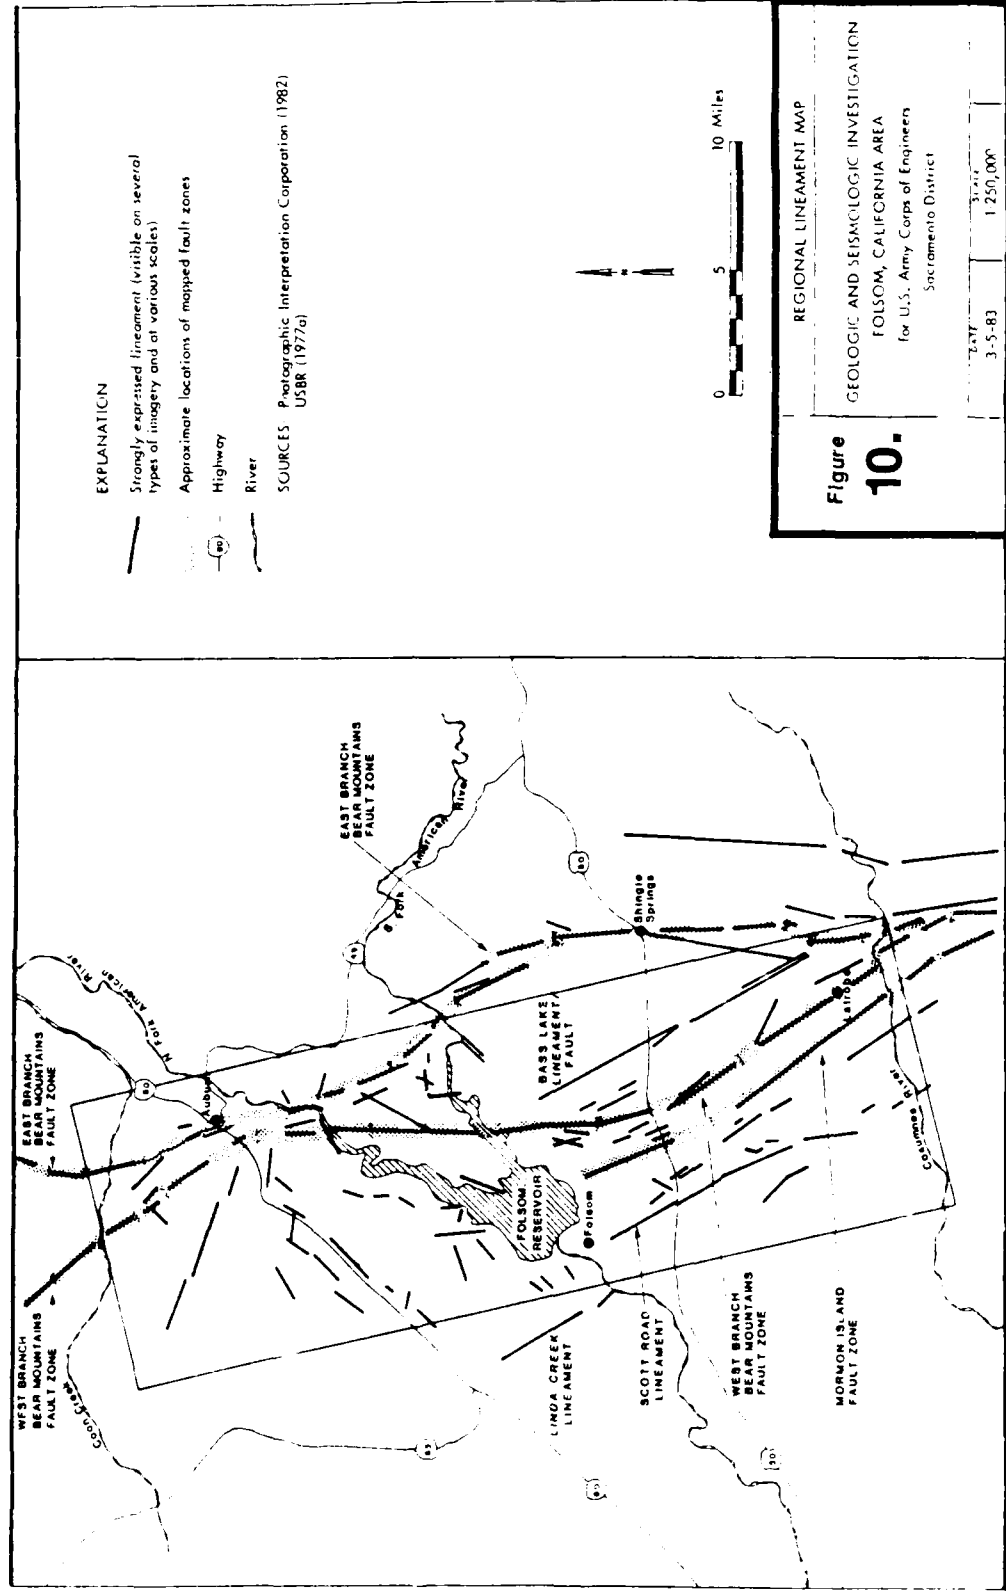 WEST BRANCH
BEAR MOUNTAINS
FAULT ZONE
EAST BRANCH
BEAR MOUNTAINS
FAULT ZONE
Coon Creek
80
N Fork American River
Auburn
49
EAST BRANCH
BEAR MOUNTAINS
FAULT ZONE
S Fork American River
65
FOLSOM
RESERVOIR
Folsom
BASS LAKE
LINEAMENT/
FAULT
LINDA CREEK
LINEAMENT
80
SCOTT ROAD
LINEAMENT
Shingle
Springs
WEST BRANCH
BEAR MOUNTAINS
FAULT ZONE
50
MORMON ISLAND
FAULT ZONE
Latrobe
Cosumnes River
EXPLANATION
Strongly expressed lineament (visible on several
types of imagery and at various scales)
Approximate locations of mapped fault zones
80
Highway
River
SOURCES Photographic Interpretation Corporation (1982)
USBR (1977a)
0 5 10 Miles
Figure
10.
REGIONAL LINEAMENT MAP
GEOLOGIC AND SEISMOLOGIC INVESTIGATION
FOLSOM, CALIFORNIA AREA
for U.S. Army Corps of Engineers
Sacramento District
DATE
3-5-83
SCALE
1 250,000